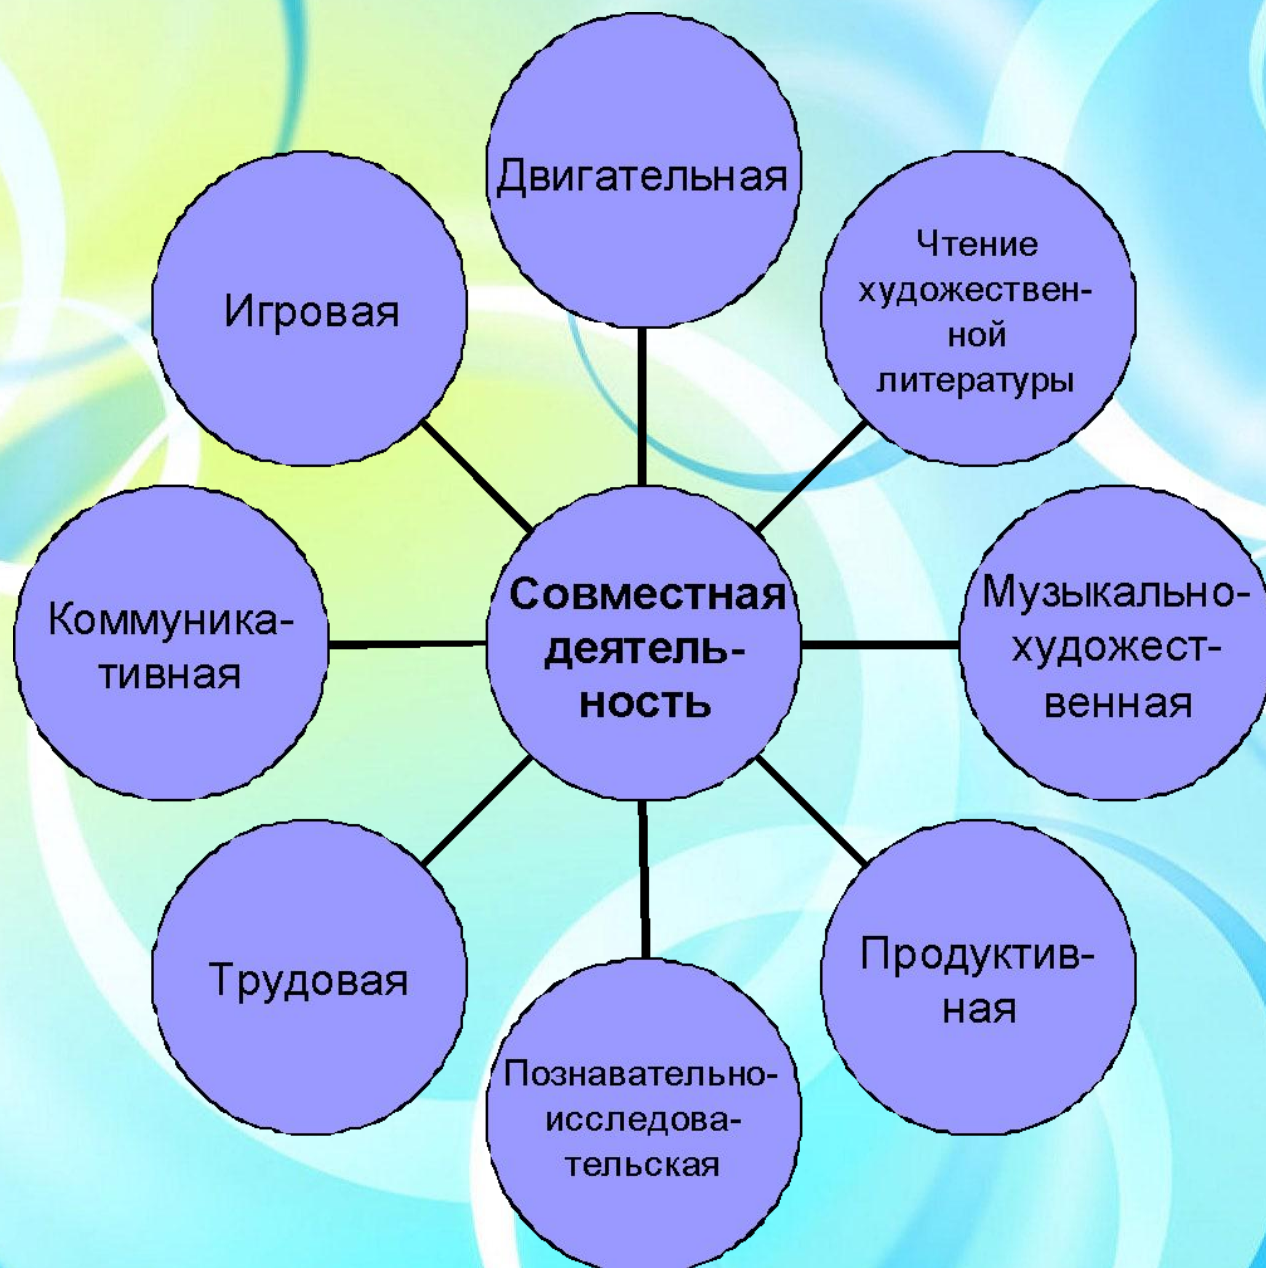 Двигательная
Чтение
художествен-
ной
литературы
Игровая
Музыкально-
художест-
венная
Совместная
деятель-
ность
Коммуника-
тивная
Продуктив-
ная
Трудовая
Познавательно-
исследова-
тельская